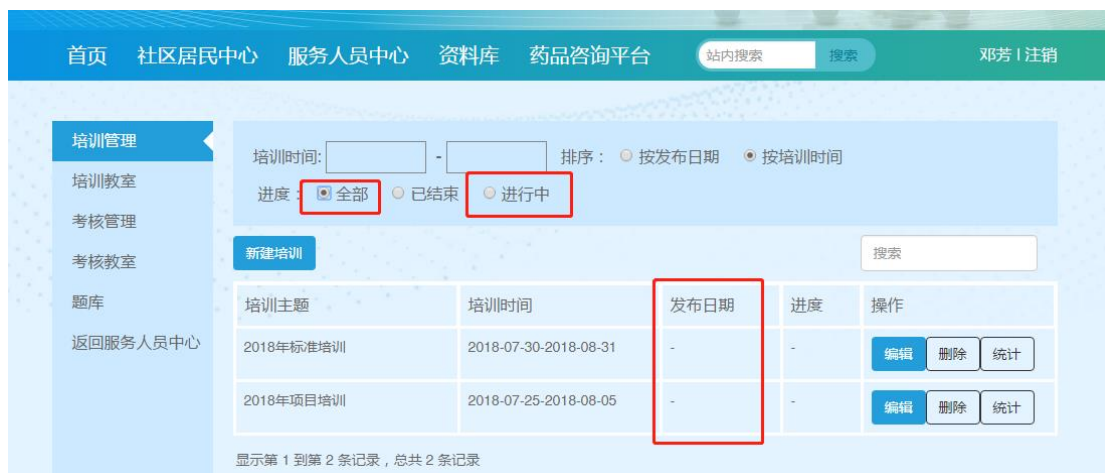 首页 社区居民中心 服务人员中心 资料库 药品咨询平台 站内搜索 搜索 邓芳 | 注销
培训管理
培训教室
考核管理
考核教室
题库
返回服务人员中心
培训时间: - 排序： 按发布日期 按培训时间
进度： 全部 已结束 进行中
新建培训 搜索
培训主题 培训时间 发布日期 进度 操作
2018年标准培训 2018-07-30-2018-08-31 - - 编辑 删除 统计
2018年项目培训 2018-07-25-2018-08-05 - - 编辑 删除 统计
显示第 1 到第 2 条记录，总共 2 条记录